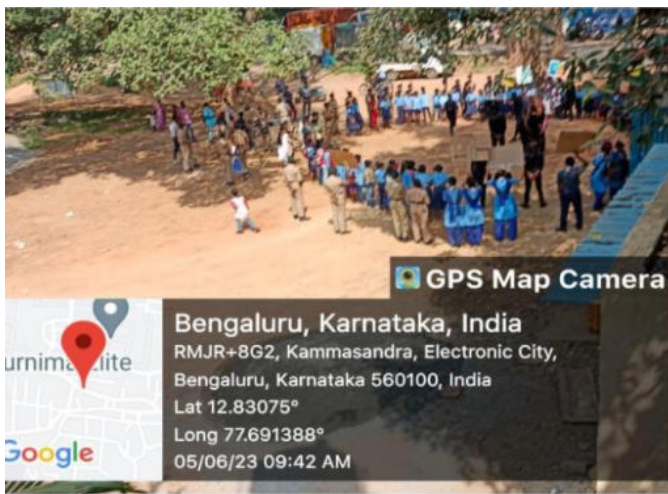 GPS Map Camera
Bengaluru, Karnataka, India
RMJR+8G2, Kammasandra, Electronic City,
Bengaluru, Karnataka 560100, India
Lat 12.83075°
Long 77.691388°
05/06/23 09:42 AM
Google